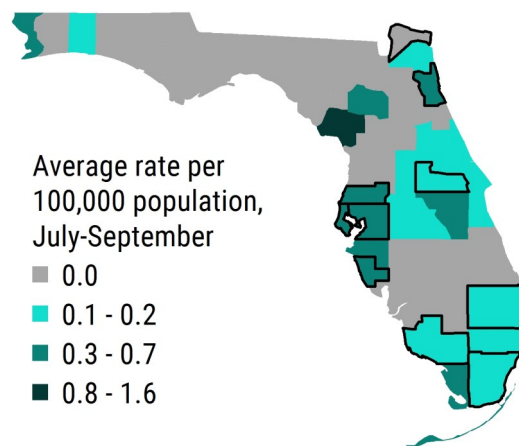 Average rate per
100,000 population,
July-September
0.0
0.1 - 0.2
0.3 - 0.7
0.8 - 1.6